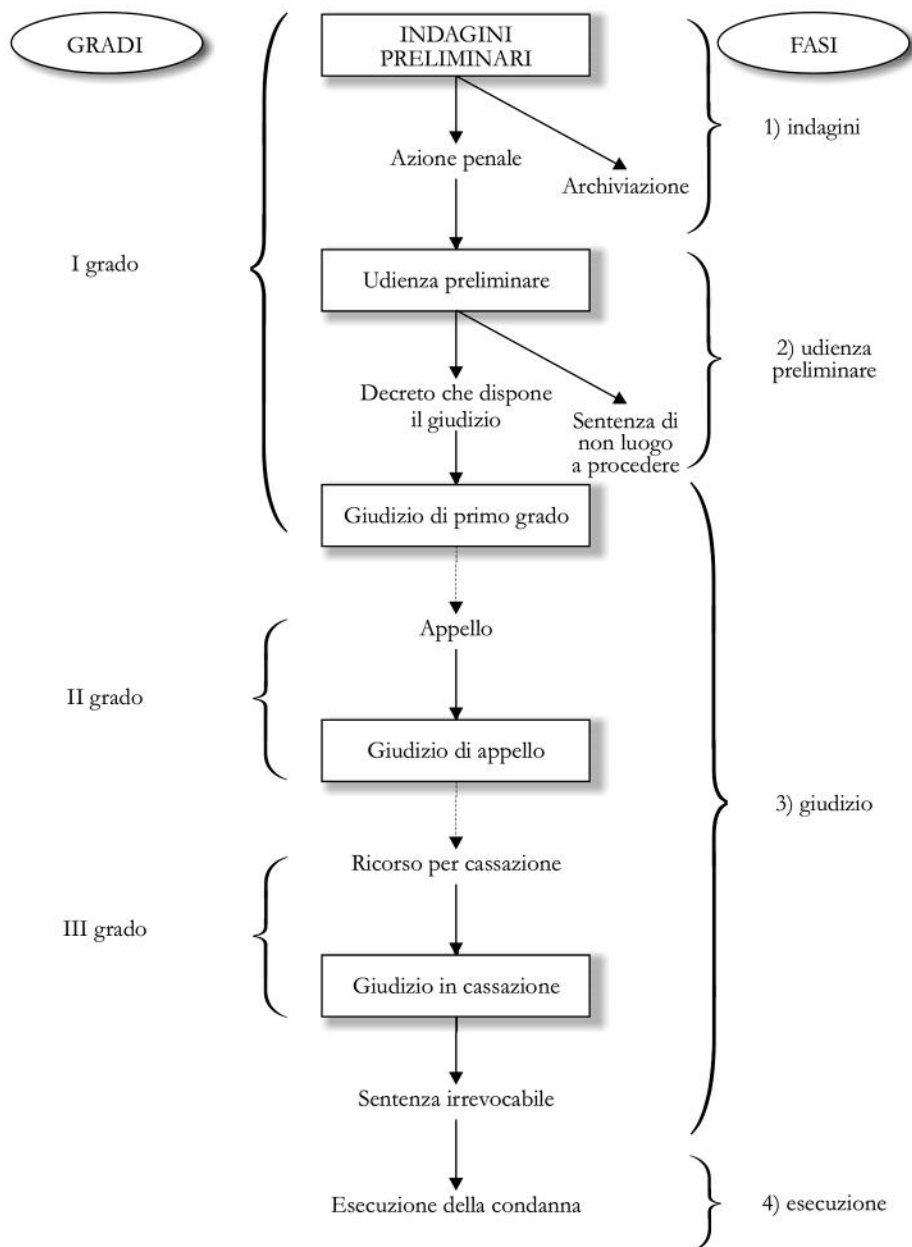 GRADI
INDAGINI
PRELIMINARI
FASI
1) indagini
Azione penale
Archiviazione
I grado
Udienza preliminare
2) udienza
preliminare
Decreto che dispone
il giudizio
Sentenza di
non luogo
a procedere
Giudizio di primo grado
Appello
II grado
Giudizio di appello
3) giudizio
Ricorso per cassazione
III grado
Giudizio in cassazione
Sentenza irrevocabile
Esecuzione della condanna
4) esecuzione